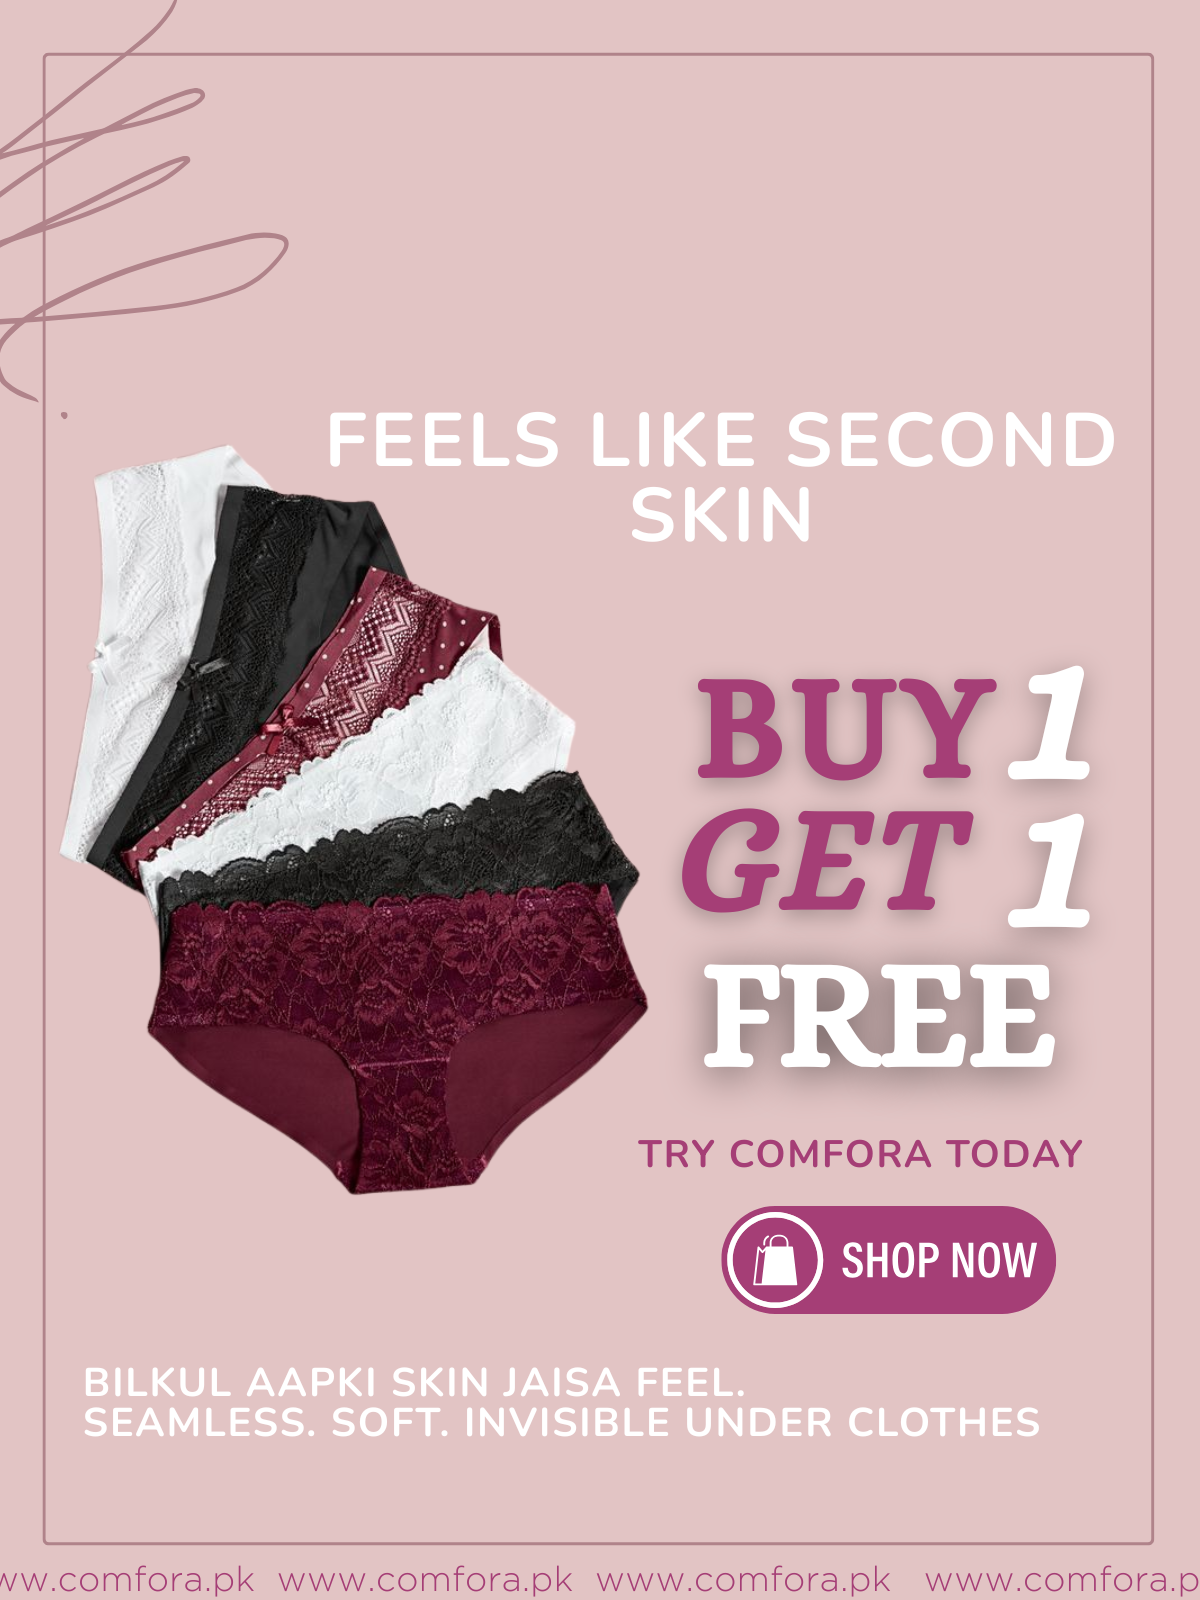 FEELS LIKE SECOND
SKIN
BUY 1
GET 1
FREE
TRY COMFORA TODAY
SHOP NOW
BILKUL AAPKI SKIN JAISA FEEL.
SEAMLESS. SOFT. INVISIBLE UNDER CLOTHES
ww.comfora.pk www.comfora.pk www.comfora.pk www.comfora.p